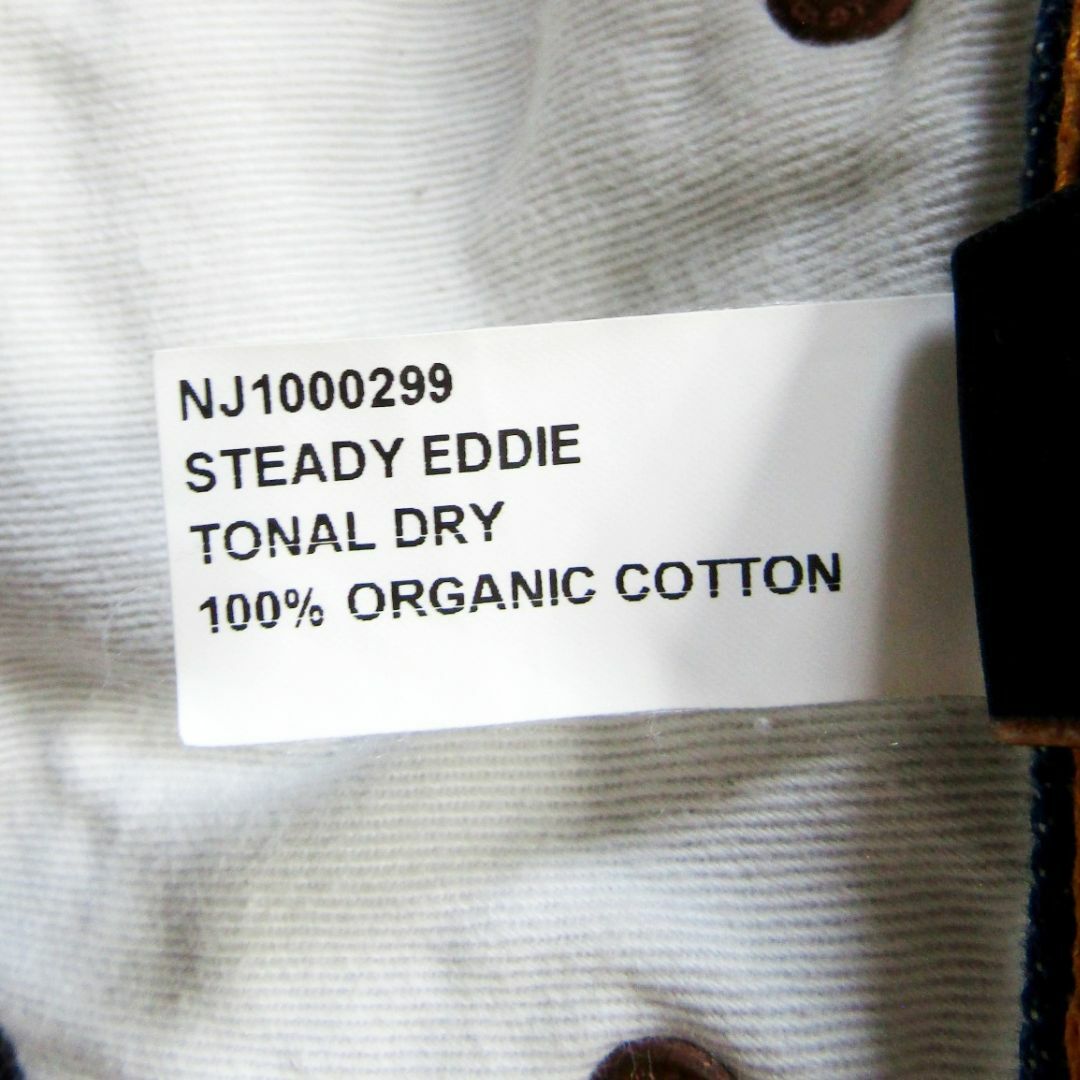 NJ1000299
STEADY EDDIE
TONAL DRY
100% ORGANIC COTTON